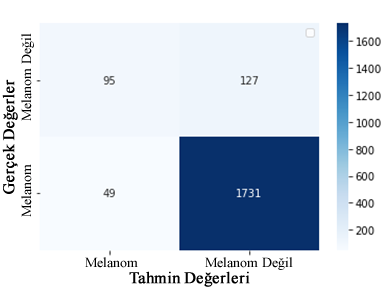 Gerçek Değerler
Melanom Değil
Melanom
95
127
49
1731
Melanom
Melanom Değil
Tahmin Değerleri
1600
1400
1200
1000
800
600
400
200